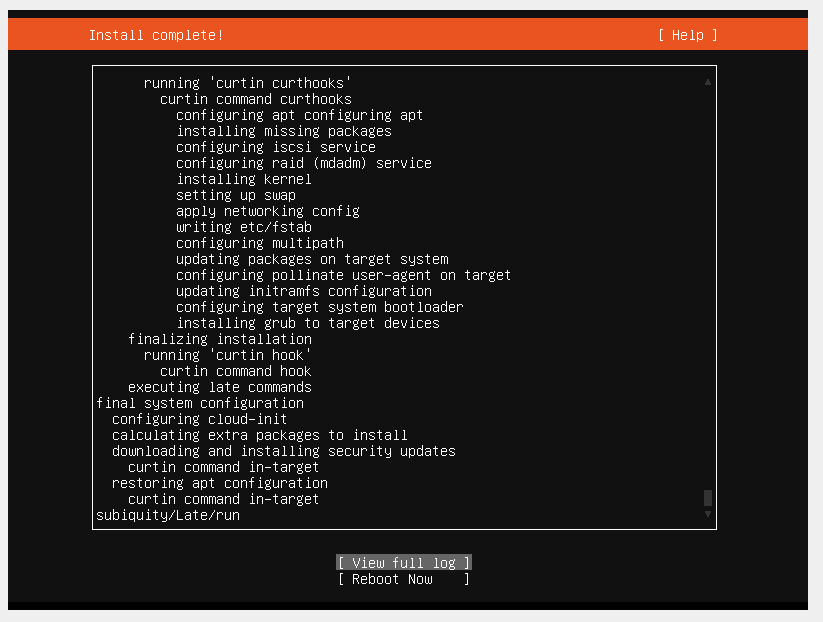 Install complete! [ Help ]
running 'curtin curthooks'
curtin command curthooks
configuring apt configuring apt
installing missing packages
configuring iscsi service
configuring raid (mdadm) service
installing kernel
setting up swap
apply networking config
writing etc/fstab
configuring multipath
updating packages on target system
configuring pollinate user-agent on target
updating initramfs configuration
configuring target system bootloader
installing grub to target devices
finalizing installation
running 'curtin hook'
curtin command hook
executing late commands
final system configuration
configuring cloud-init
calculating extra packages to install
downloading and installing security updates
curtin command in-target
restoring apt configuration
curtin command in-target
subiquity/Late/run
[ View full log ]
[ Reboot Now ]